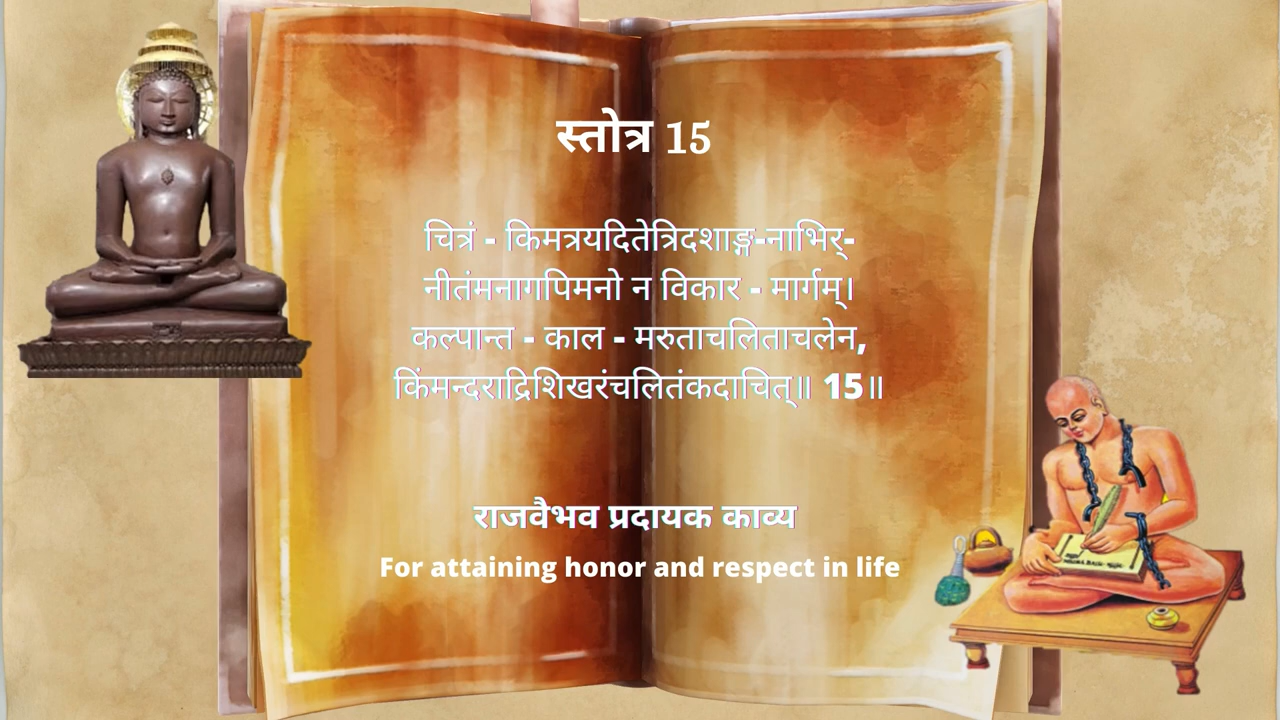 स्तोत्र 15
चित्रं - किमत्रयदितेत्रिदशाङ्ग-नाभिर्-
नीतंमनागपिमनो न विकार - मार्गम्।
कल्पान्त - काल - मरुताचलिताचलेन,
किंमन्दराद्रिशिखरंचलितंकदाचित्॥ 15॥
राजवैभव प्रदायक काव्य
For attaining honor and respect in life